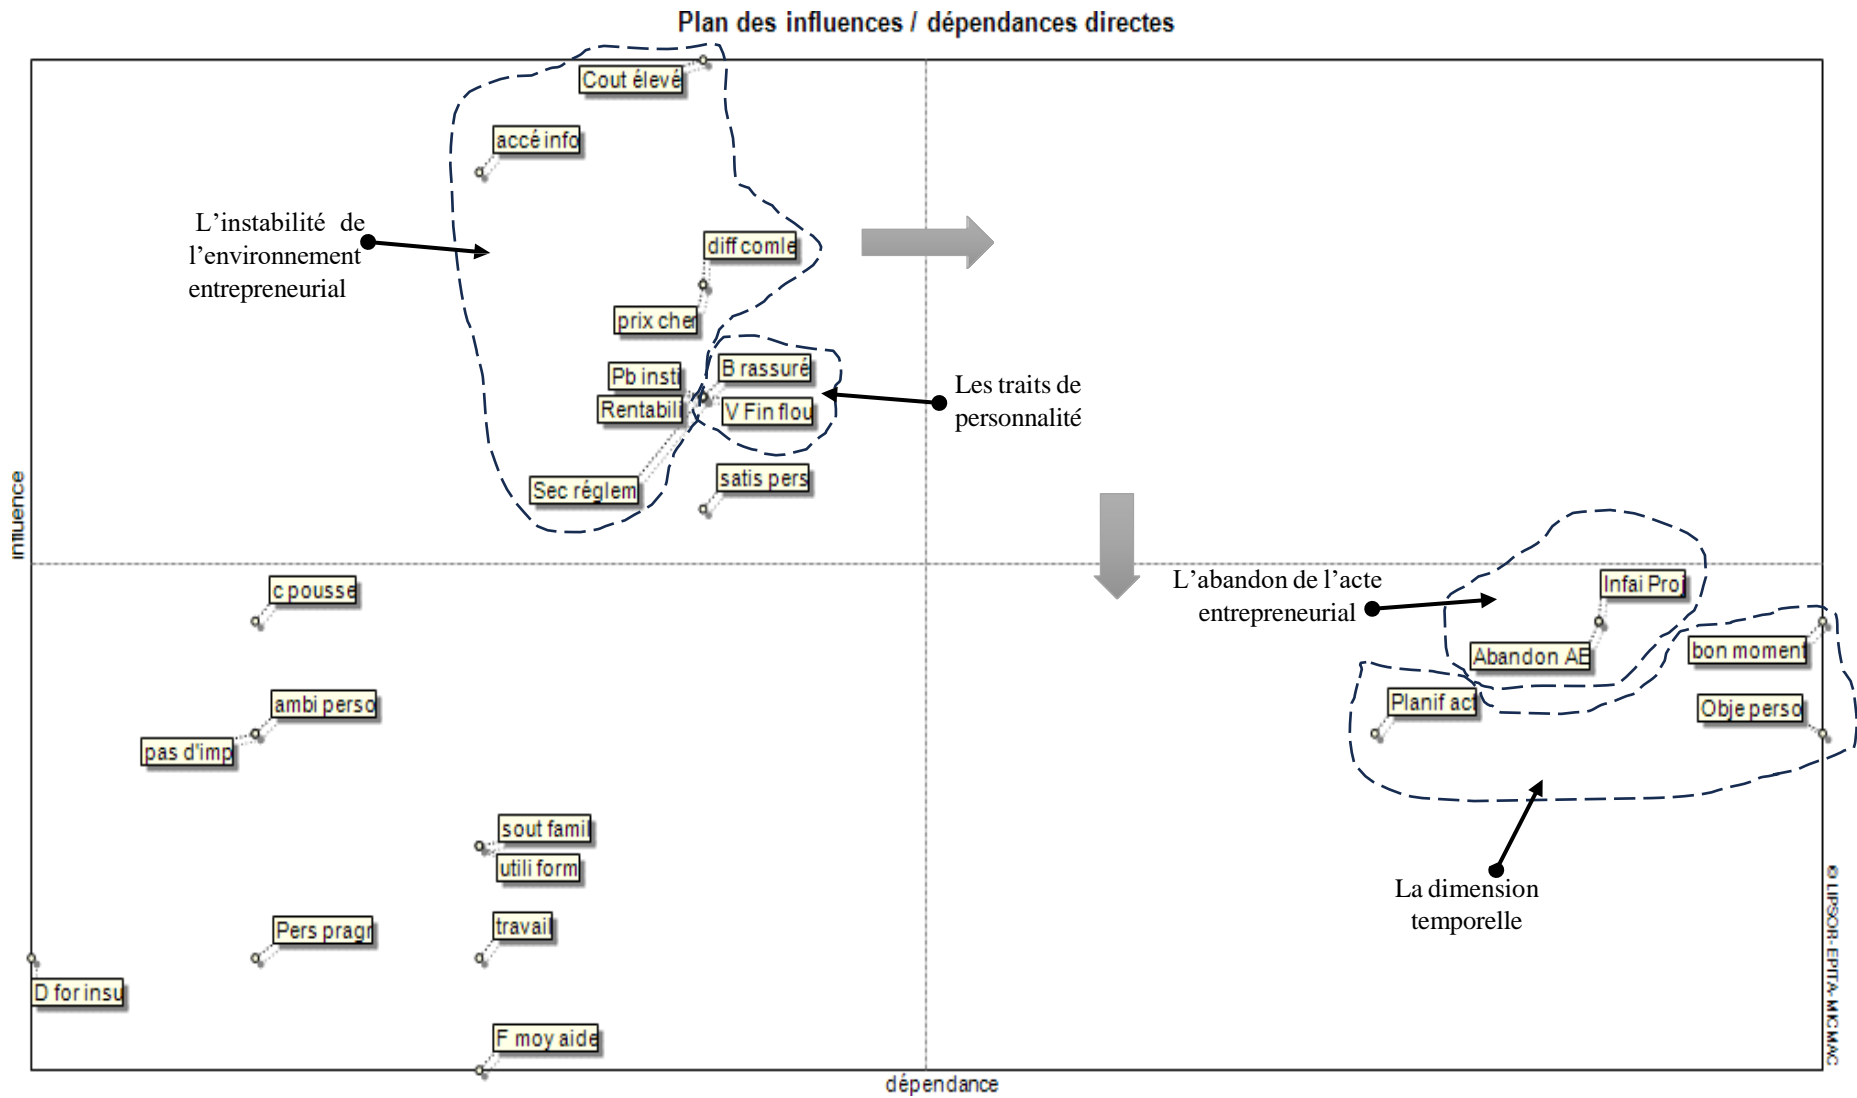 Plan des influences / dépendances directes
Cout élevé
accé info
L'instabilité de
l'environnement
entrepreneurial
diff comle
prix cher
Pb insti
B rassuré
Rentabili
V Fin flou
Les traits de
personnalité
satis pers
Sec réglem
influence
c pousse
L'abandon de l'acte
entrepreneurial
Infai Proj
Abandon AE
bon moment
Planif act
Obje perso
ambi perso
pas d'imp
sout famil
utili form
La dimension
temporelle
Pers pragr
travail
D for insu
F moy aide
dépendance
© LIPSOR-EPITA-MICMAC